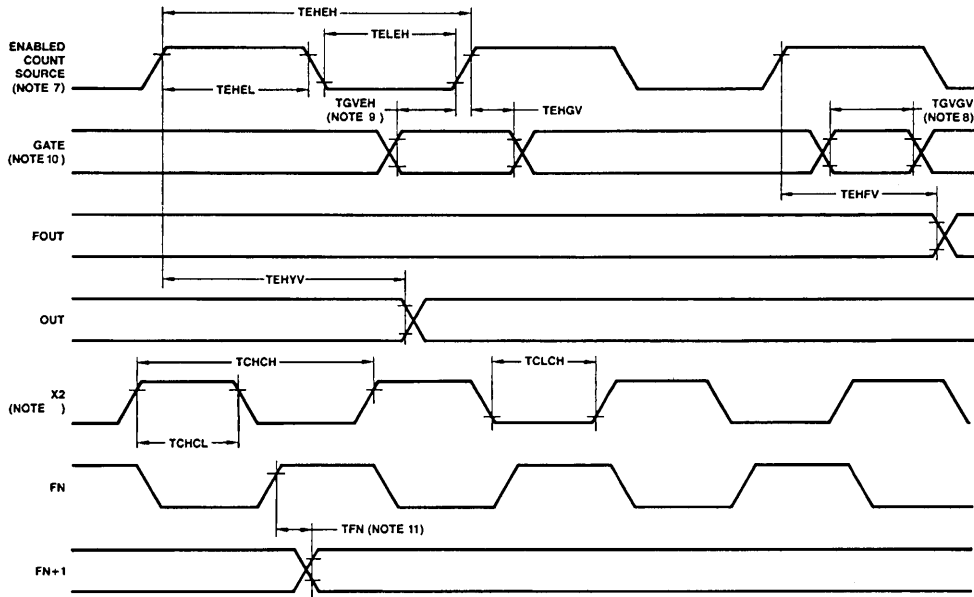 TEHEH
TELEH
ENABLED
COUNT
SOURCE
(NOTE 7)
TEHEL
TGVEH
(NOTE 9)
TEHGV
TGVGV
(NOTE 8)
GATE
(NOTE 10)
TEHFV
FOUT
TEHYV
OUT
TCHCH
TCLCH
X2
(NOTE )
TCHCL
FN
TFN (NOTE 11)
FN+1